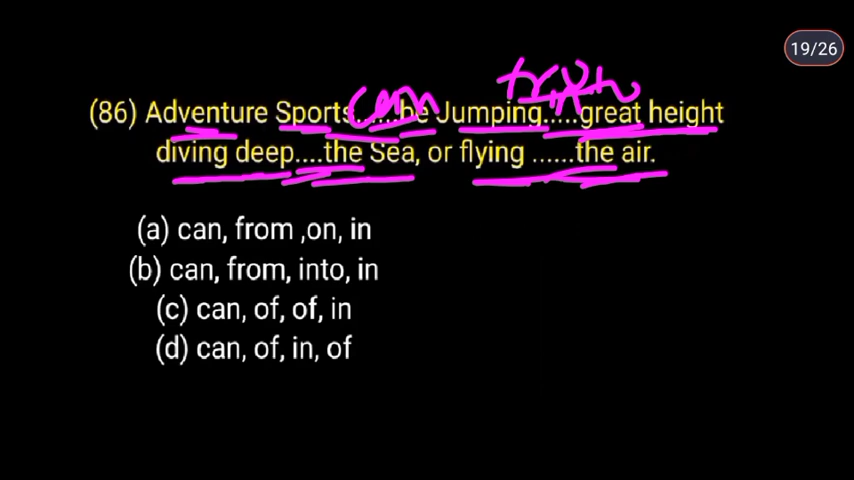 19/26
can
(86) Adventure Sports......be Jumping.....great height
diving deep....the Sea, or flying ......the air.
(a) can, from ,on, in
(b) can, from, into, in
(c) can, of, of, in
(d) can, of, in, of